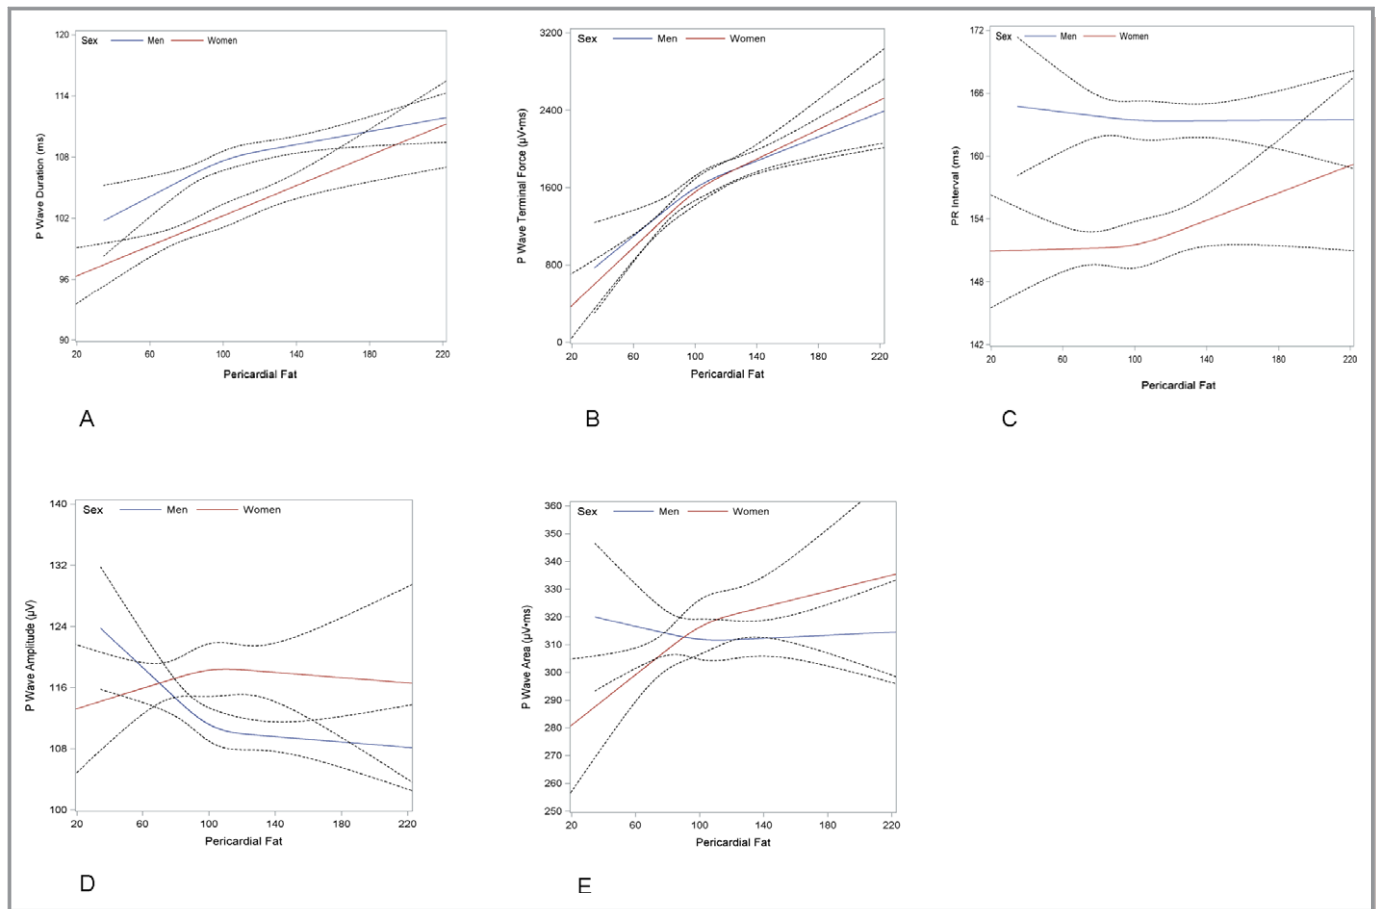 Sex Men Women
P Wave Duration (ms)
120
114
108
102
96
90
20 60 100 140 180 220
Pericardial Fat
A
Sex Men Women
P Wave Terminal Force (µV•ms)
3200
2400
1600
800
0
20 60 100 140 180 220
Pericardial Fat
B
Sex Men Women
PR Interval (ms)
172
166
160
154
148
142
20 60 100 140 180 220
Pericardial Fat
C
Sex Men Women
P Wave Amplitude (µV)
140
132
124
116
108
100
20 60 100 140 180 220
Pericardial Fat
D
Sex Men Women
P Wave Area (µV•ms)
360
350
340
330
320
310
300
290
280
270
260
250
20 60 100 140 180 220
Pericardial Fat
E